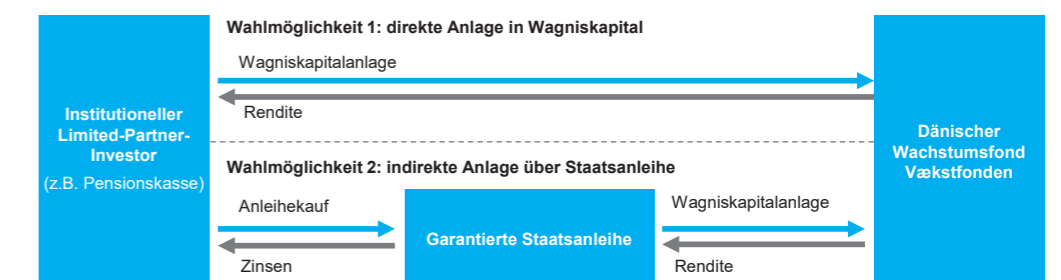 Wahlmöglichkeit 1: direkte Anlage in Wagniskapital
Wagniskapitalanlage
Rendite
Institutioneller
Limited-Partner-
Investor
(z.B. Pensionskasse)
Dänischer
Wachstumsfond
Vækstfonden
Wahlmöglichkeit 2: indirekte Anlage über Staatsanleihe
Anleihekauf
Zinsen
Garantierte Staatsanleihe
Wagniskapitalanlage
Rendite